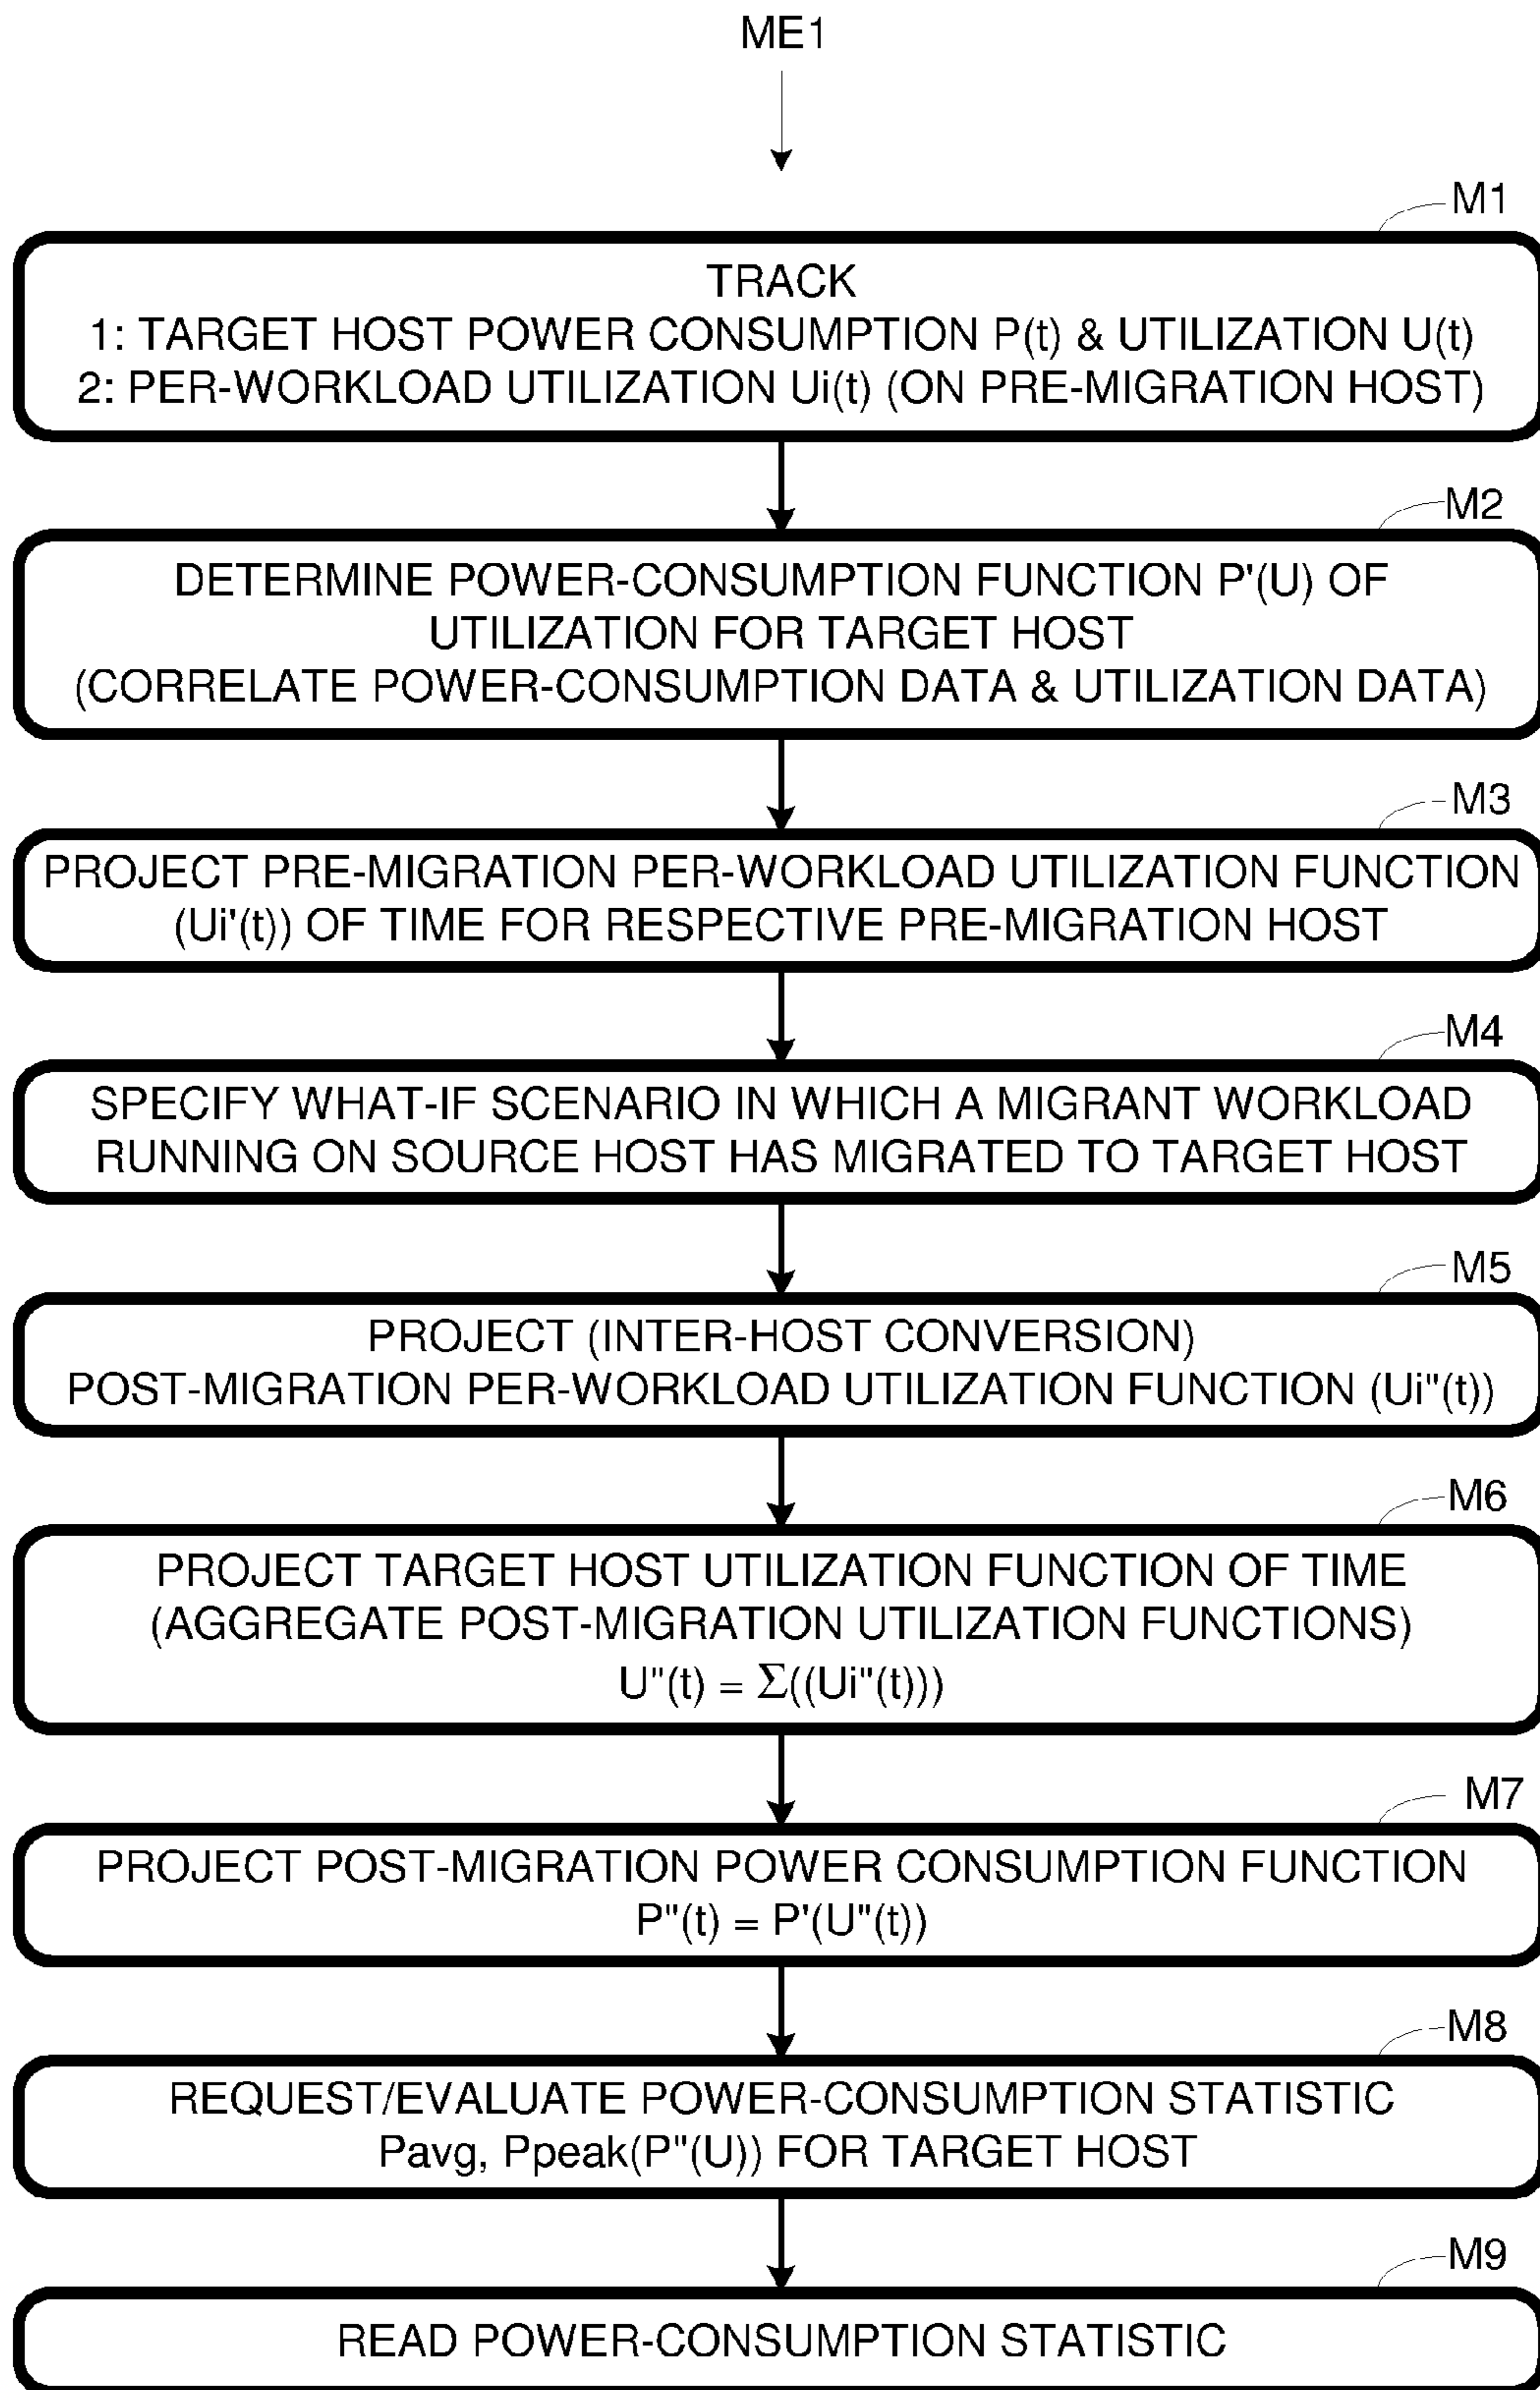 ME1
M1
TRACK
1: TARGET HOST POWER CONSUMPTION P(t) & UTILIZATION U(t)
2: PER-WORKLOAD UTILIZATION Ui(t) (ON PRE-MIGRATION HOST)
M2
DETERMINE POWER-CONSUMPTION FUNCTION P'(U) OF
UTILIZATION FOR TARGET HOST
(CORRELATE POWER-CONSUMPTION DATA & UTILIZATION DATA)
M3
PROJECT PRE-MIGRATION PER-WORKLOAD UTILIZATION FUNCTION
(Ui'(t)) OF TIME FOR RESPECTIVE PRE-MIGRATION HOST
M4
SPECIFY WHAT-IF SCENARIO IN WHICH A MIGRANT WORKLOAD
RUNNING ON SOURCE HOST HAS MIGRATED TO TARGET HOST
M5
PROJECT (INTER-HOST CONVERSION)
POST-MIGRATION PER-WORKLOAD UTILIZATION FUNCTION (Ui"(t))
M6
PROJECT TARGET HOST UTILIZATION FUNCTION OF TIME
(AGGREGATE POST-MIGRATION UTILIZATION FUNCTIONS)
U"(t) = Σ((Ui"(t)))
M7
PROJECT POST-MIGRATION POWER CONSUMPTION FUNCTION
P"(t) = P'(U"(t))
M8
REQUEST/EVALUATE POWER-CONSUMPTION STATISTIC
Pavg, Ppeak(P"(U)) FOR TARGET HOST
M9
READ POWER-CONSUMPTION STATISTIC